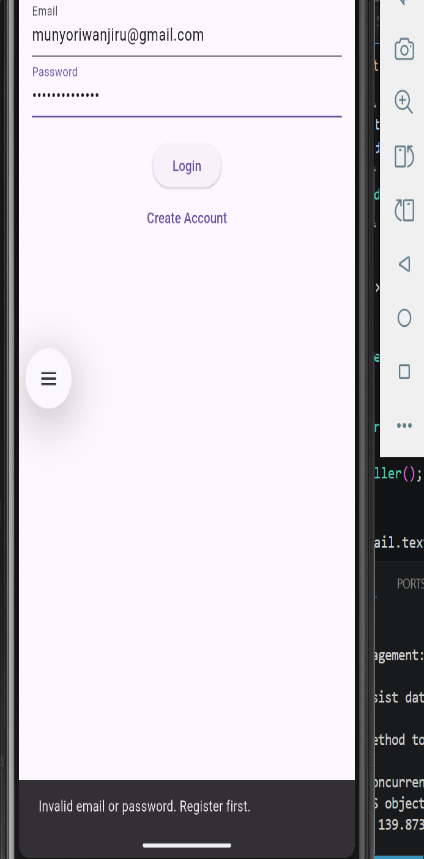 Email
munyoriwanjiru@gmail.com
Password
••••••••••••••
Login
Create Account
ller();
ail.tex
PORTS
agement:
sist dat
ethod to
oncurren
S object
139.873
Invalid email or password. Register first.